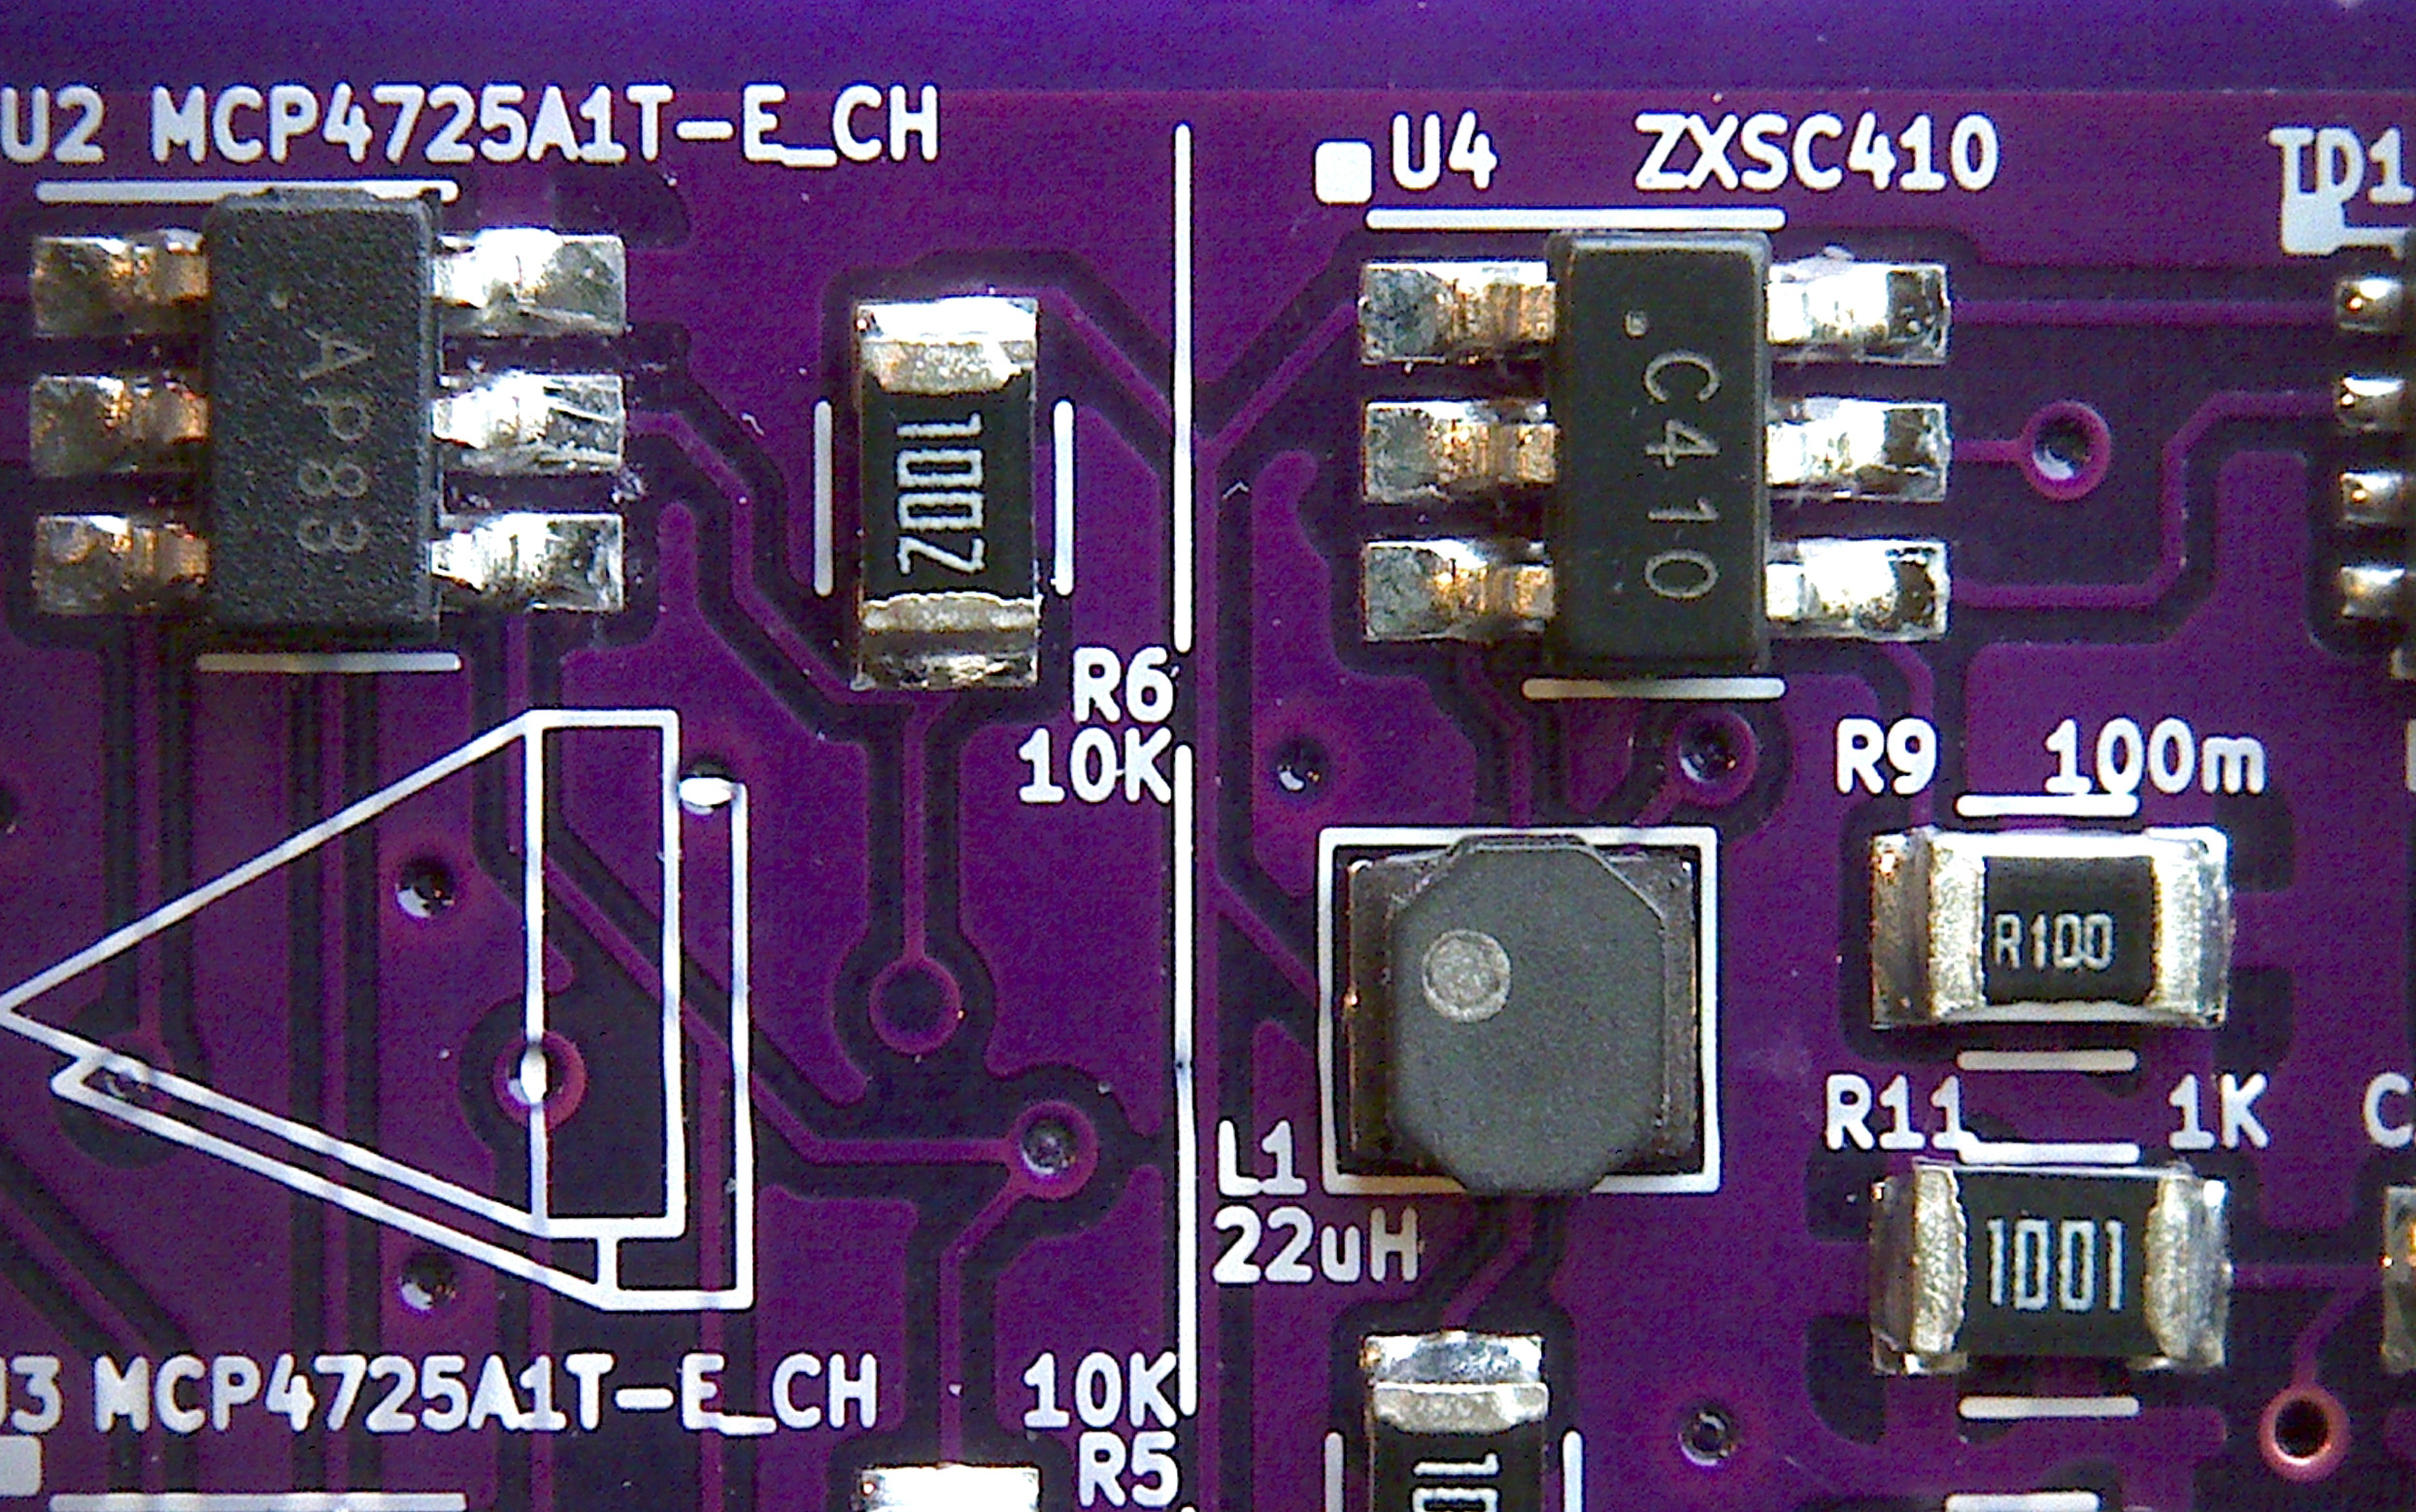 U2 MCP4725A1T-E_CH
U4 ZXSC410
AP83
1002
C410
R6
10K
R9 100m
R100
R11 1K
L1
22uH
1001
MCP4725A1T-E_CH
10K
R5